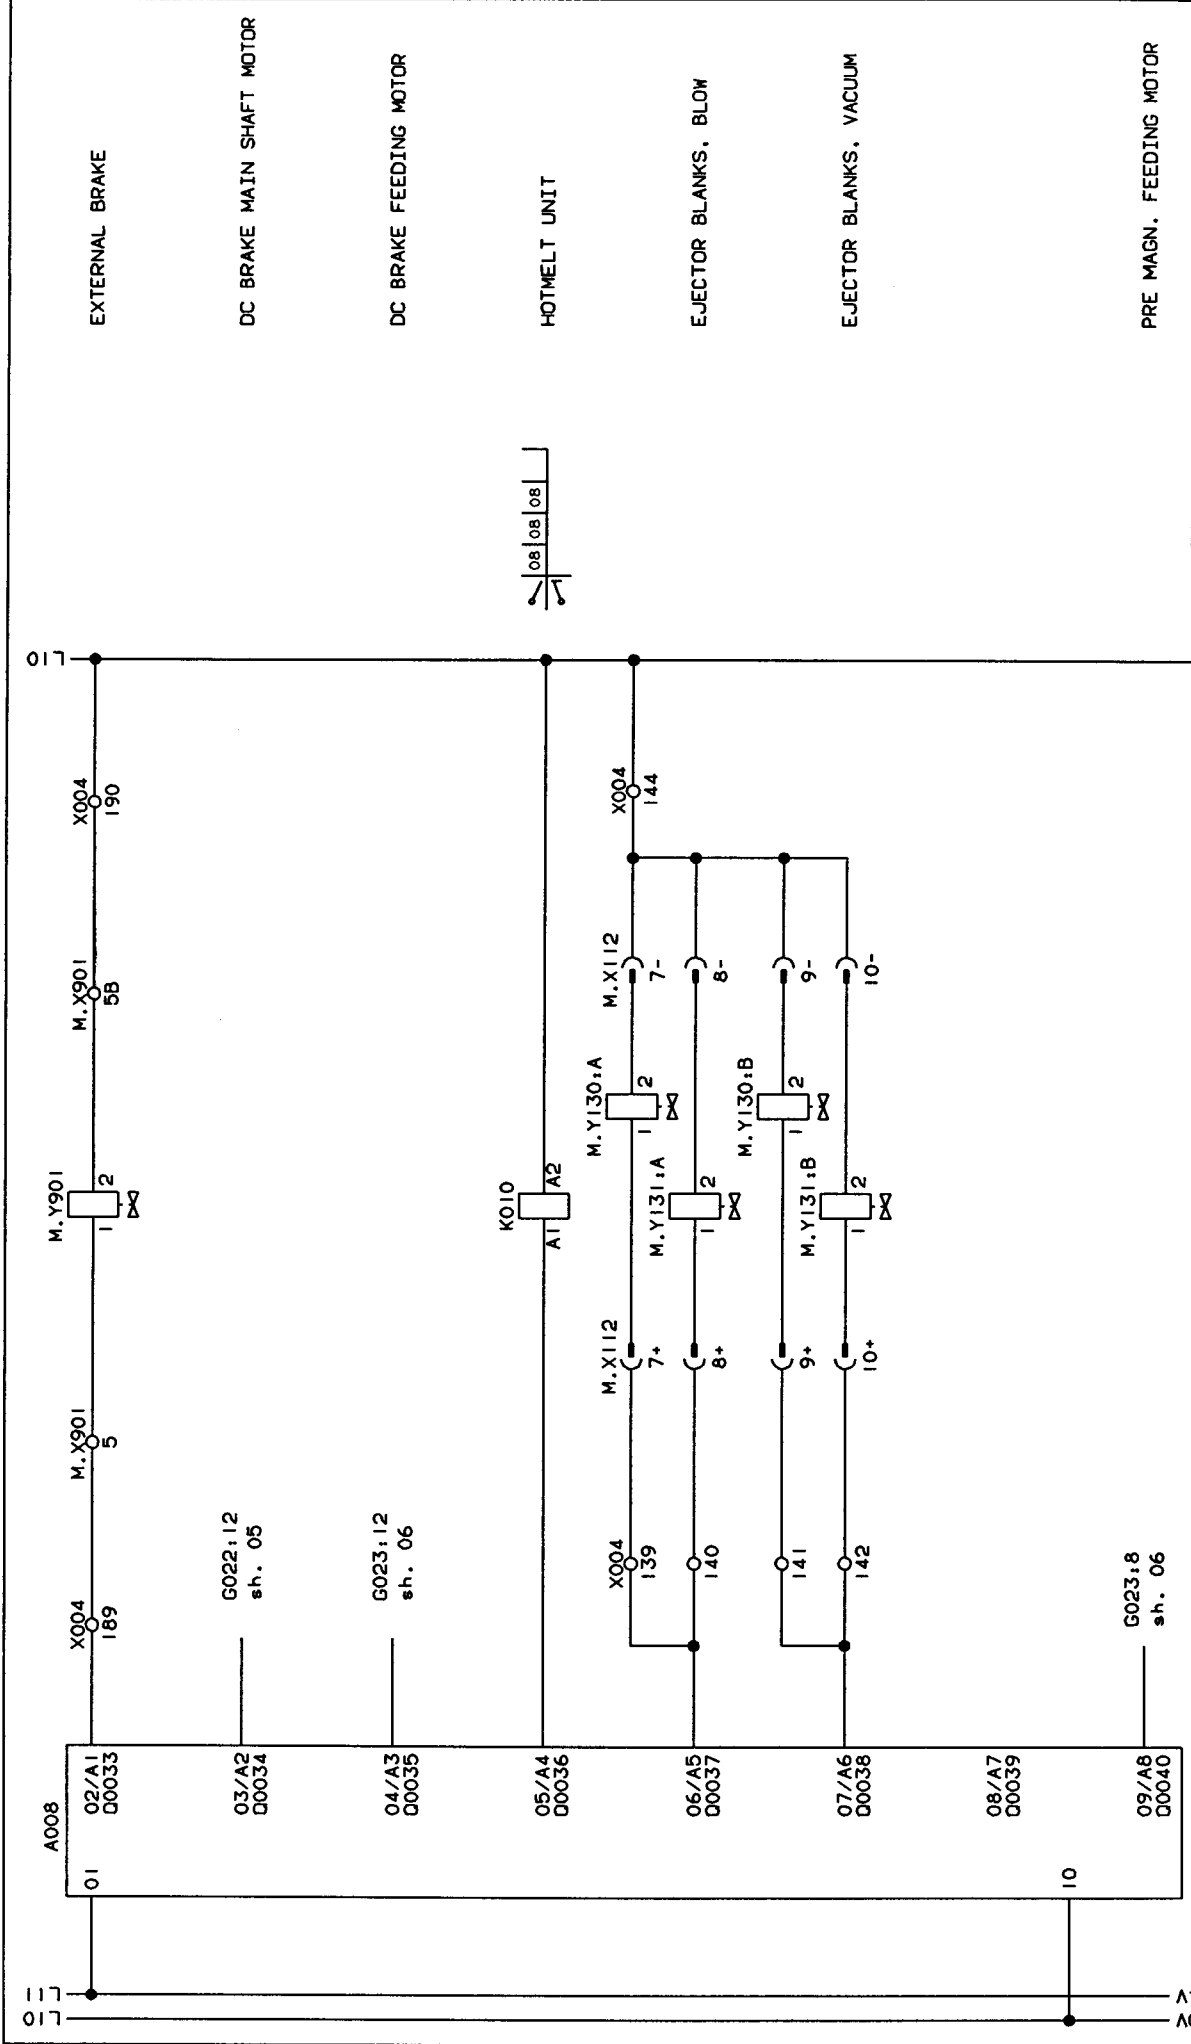 EXTERNAL BRAKE
DC BRAKE MAIN SHAFT MOTOR
DC BRAKE FEEDING MOTOR
HOTMELT UNIT
EJECTOR BLANKS, BLOW
EJECTOR BLANKS, VACUUM
PRE MAGN. FEEDING MOTOR
08 08 08
L10
X004
190
X004
144
M.X901
5B
M.X112
7-
8-
9-
10-
M.Y130:A
1 2
M.Y130:B
1 2
M.Y901
1 2
K010
A1 A2
M.Y131:A
1 2
M.Y131:B
1 2
M.X112
7+
8+
9+
10+
M.X901
5
X004
189
G022:12
sh. 05
G023:12
sh. 06
X004
139
140
141
142
G023:8
sh. 06
A008
02/A1
Q0033
03/A2
Q0034
04/A3
Q0035
05/A4
Q0036
06/A5
Q0037
07/A6
Q0038
08/A7
Q0039
09/A8
Q0040
01
10
L11
L10